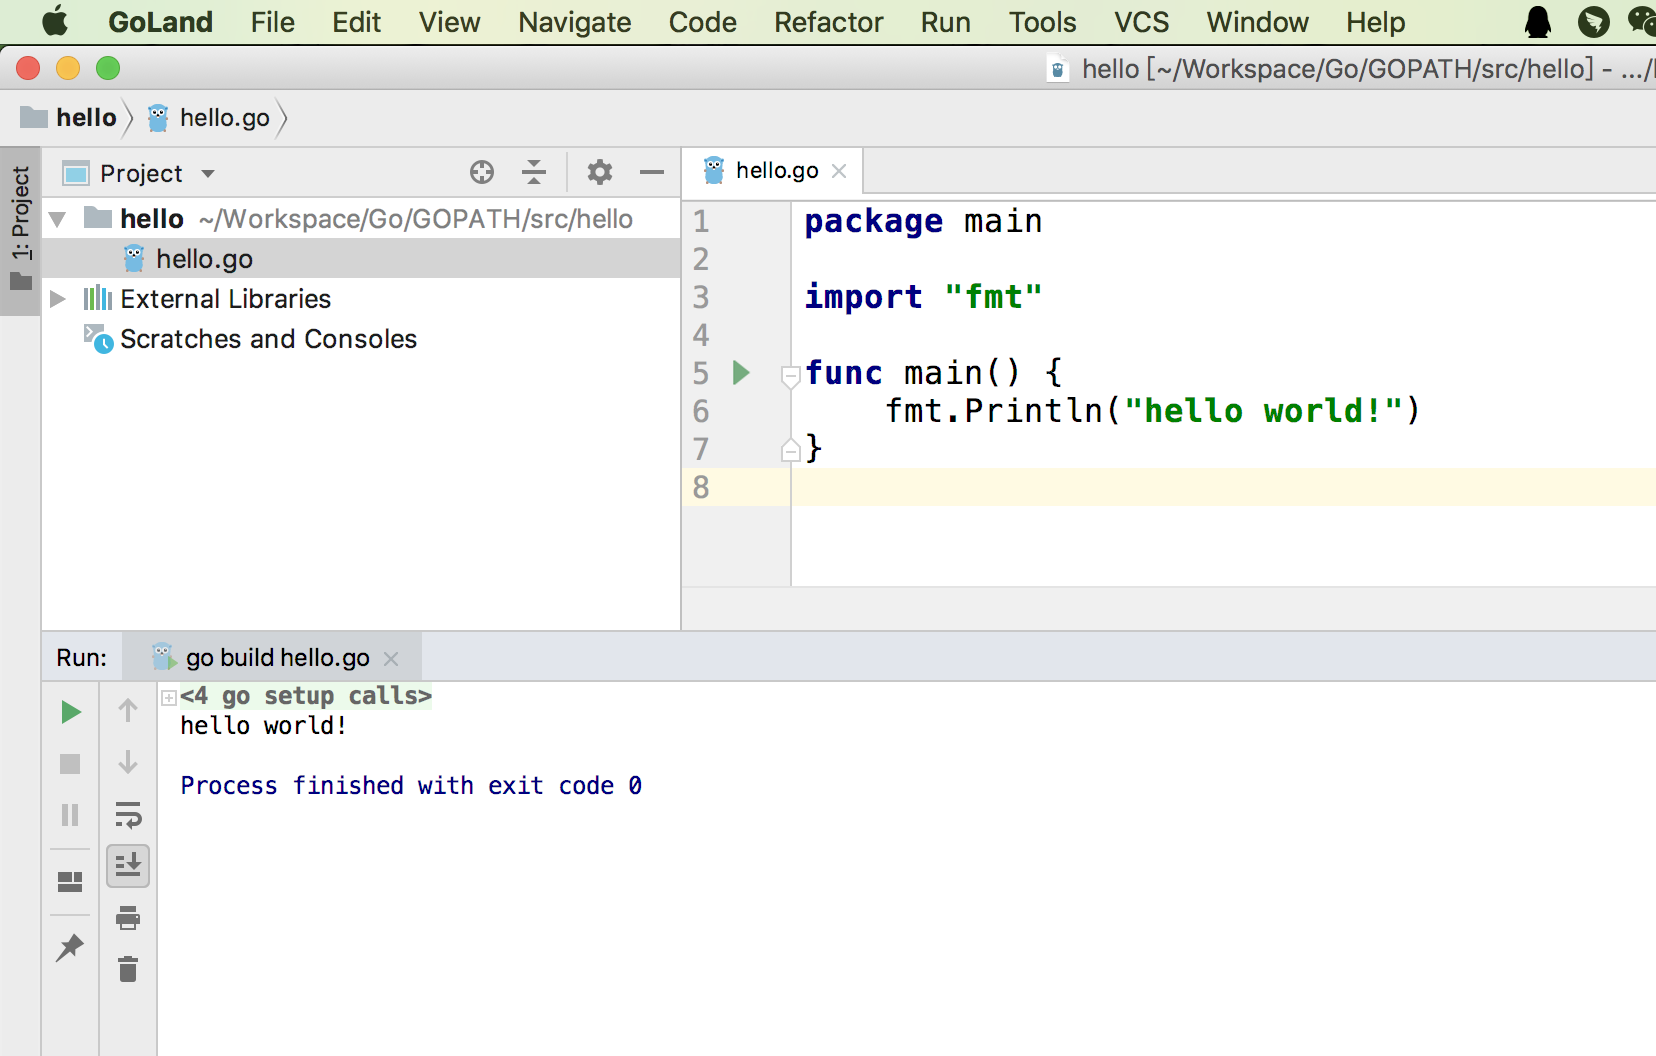 GoLand File Edit View Navigate Code Refactor Run Tools VCS Window Help
hello [~/Workspace/Go/GOPATH/src/hello] - .../
hello hello.go
1: Project
Project
hello ~/Workspace/Go/GOPATH/src/hello
hello.go
External Libraries
Scratches and Consoles
hello.go
1 package main
2
3 import "fmt"
4
5 func main() {
6 fmt.Println("hello world!")
7 }
8
Run: go build hello.go
<4 go setup calls>
hello world!
Process finished with exit code 0